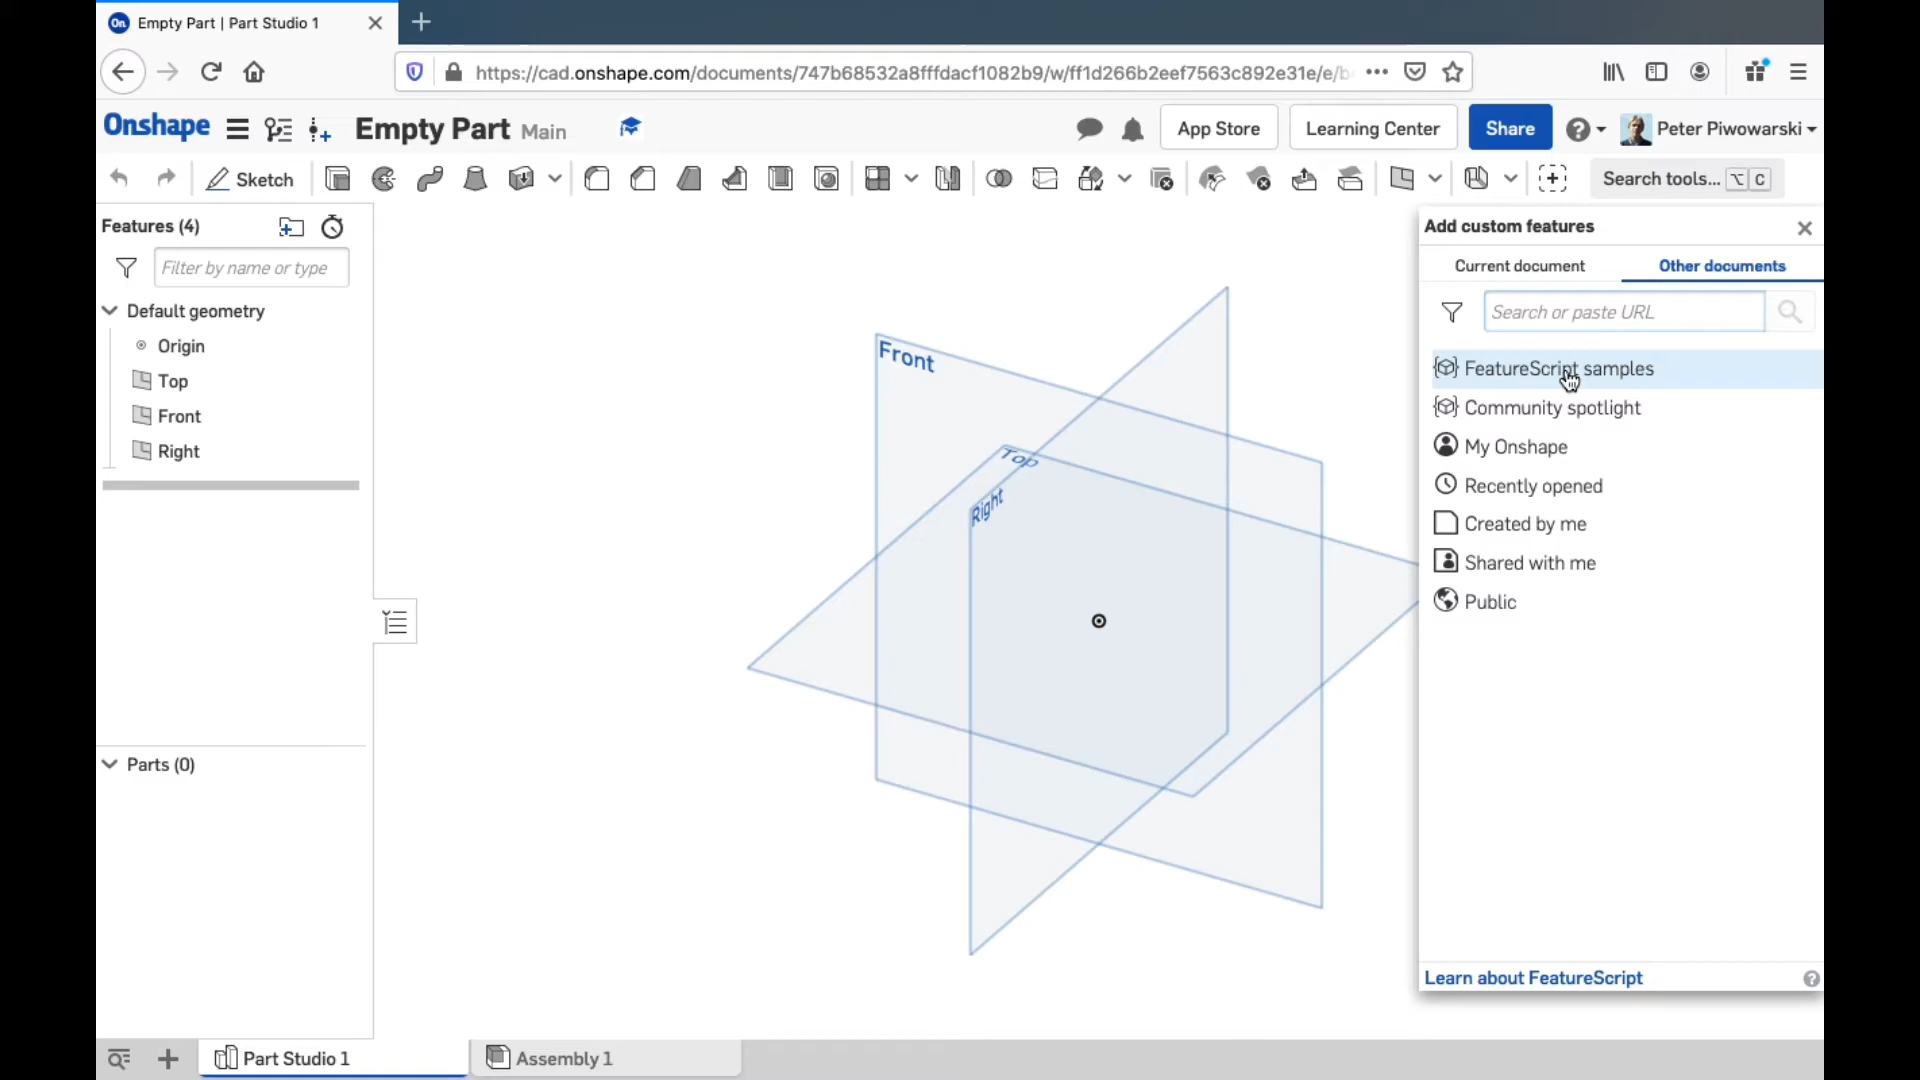 On Empty Part | Part Studio 1
https://cad.onshape.com/documents/747b68532a8fffdacf1082b9/w/ff1d266b2eef7563c892e31e/e/b
Onshape Empty Part Main App Store Learning Center Share Peter Piwowarski
Sketch Search tools... ⌥ C
Features (4)
Filter by name or type
Default geometry
Origin
Top
Front
Right
Parts (0)
Front
Top
Right
Add custom features
Current document Other documents
Search or paste URL
FeatureScript samples
Community spotlight
My Onshape
Recently opened
Created by me
Shared with me
Public
Learn about FeatureScript
Part Studio 1 Assembly 1